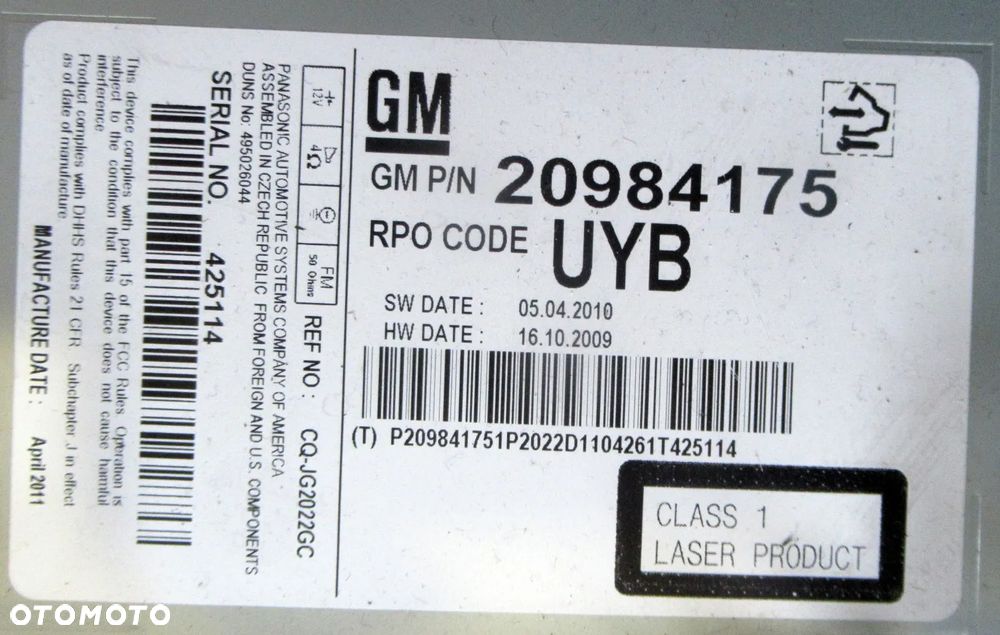 GM
GM P/N 20984175
RPO CODE UYB
SW DATE : 05.04.2010
HW DATE : 16.10.2009
(T) P209841751P2022D1104261T425114
CLASS 1
LASER PRODUCT
12V 4Ω FM
50 Ohms
REF NO : CQ-JG2022GC
PANASONIC AUTOMOTIVE SYSTEMS COMPANY OF AMERICA
ASSEMBLED IN CZECH REPUBLIC FROM FOREIGN AND U.S. COMPONENTS
DUNS No: 495026044
SERIAL NO. 425114
This device complies with part 15 of the FCC Rules. Operation is
subject to the condition that this device does not cause harmful
interference
Product complies with DHHS Rules 21 CFR Subchapter J in effect
as of date of manufacture
MANUFACTURE DATE : April 2011
OTOMOTO